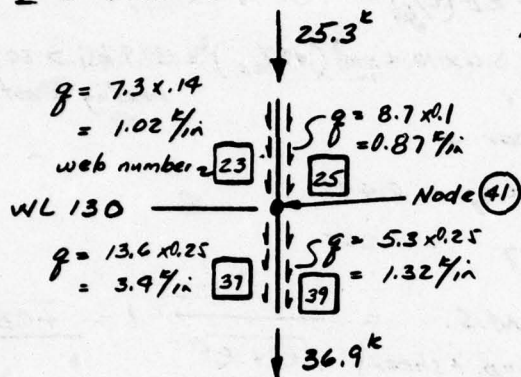 25.3ᵏ
q = 7.3 x .14
= 1.02 ᵏ/in
q = 8.7 x 0.1
= 0.87 ᵏ/in
web number
23
25
WL 130
Node 41
q = 13.6 x 0.25
= 3.4 ᵏ/in
37
q = 5.3 x 0.25
= 1.32 ᵏ/in
39
36.9ᵏ